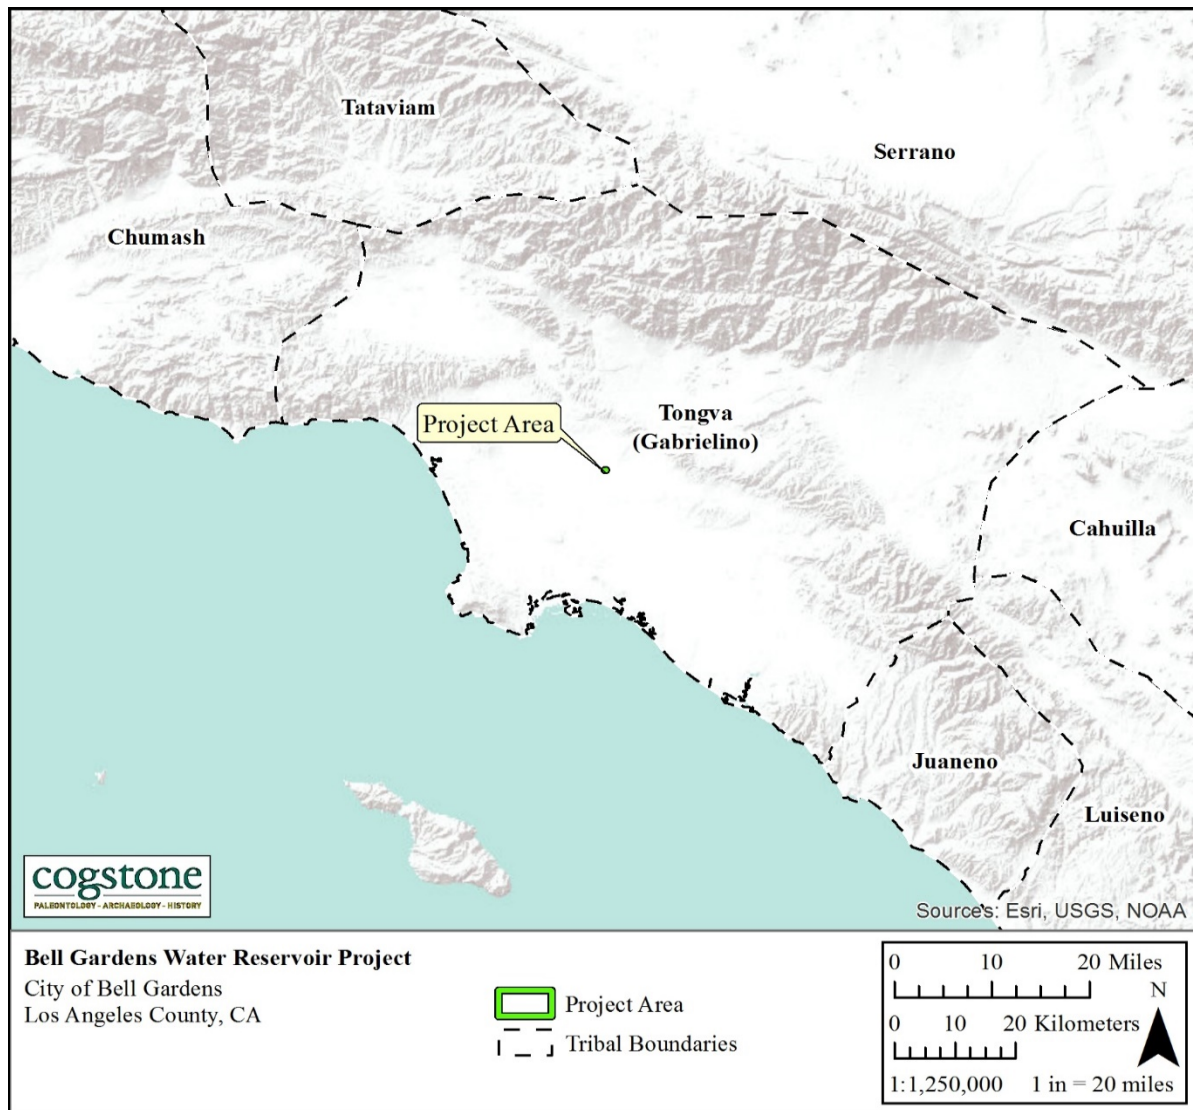 Tataviam
Serrano
Chumash
Tongva
(Gabrielino)
Project Area
Cahuilla
Juaneno
Luiseno
cogstone
PALEONTOLOGY - ARCHAEOLOGY - HISTORY
Sources: Esri, USGS, NOAA
Bell Gardens Water Reservoir Project
City of Bell Gardens
Los Angeles County, CA
Project Area
Tribal Boundaries
0 10 20 Miles
N
0 10 20 Kilometers
1:1,250,000 1 in = 20 miles